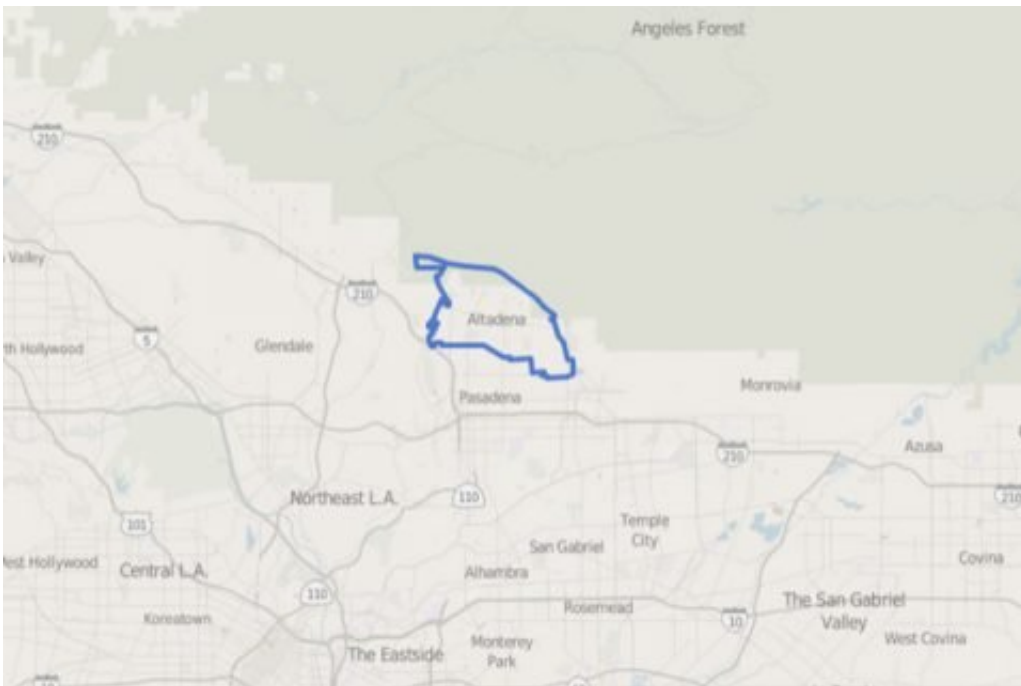 Angeles Forest
210
Valley
210
Altadena
5
th Hollywood
Glendale
Pasadena
Monrovia
Azusa
210
210
Northeast L.A.
110
101
Temple
City
San Gabriel
est Hollywood
Central L.A.
Alhambra
Covina
110
Koreatown
Rosemead
The San Gabriel
Valley
10
Monterey
Park
West Covina
The Eastside